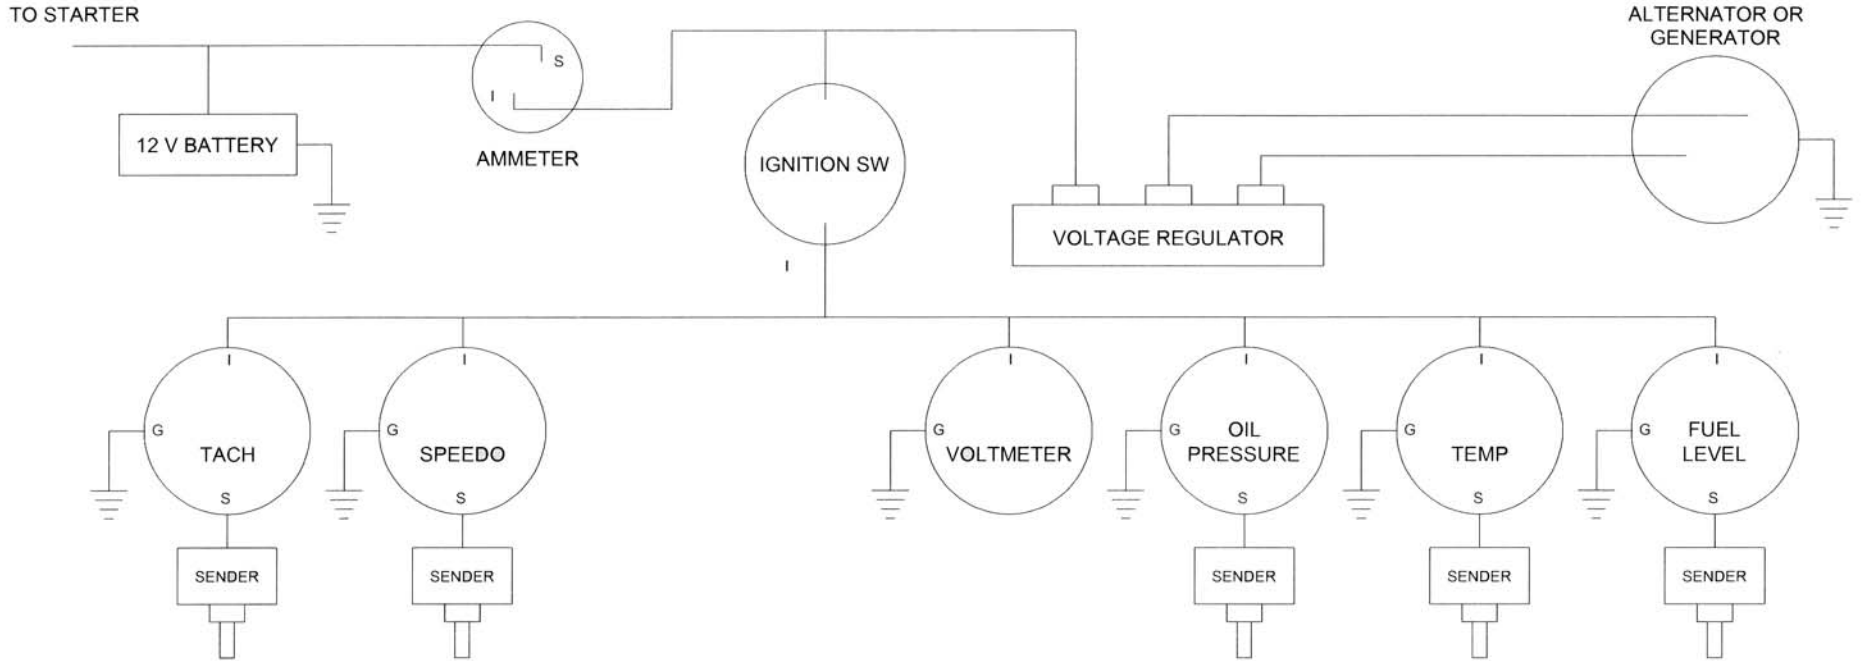 TO STARTER
ALTERNATOR OR
GENERATOR
S
I
12 V BATTERY
AMMETER
IGNITION SW
VOLTAGE REGULATOR
I
I
I
I
I
I
I
G
G
G
G
G
G
TACH
SPEEDO
VOLTMETER
OIL
PRESSURE
TEMP
FUEL
LEVEL
S
S
S
S
S
SENDER
SENDER
SENDER
SENDER
SENDER